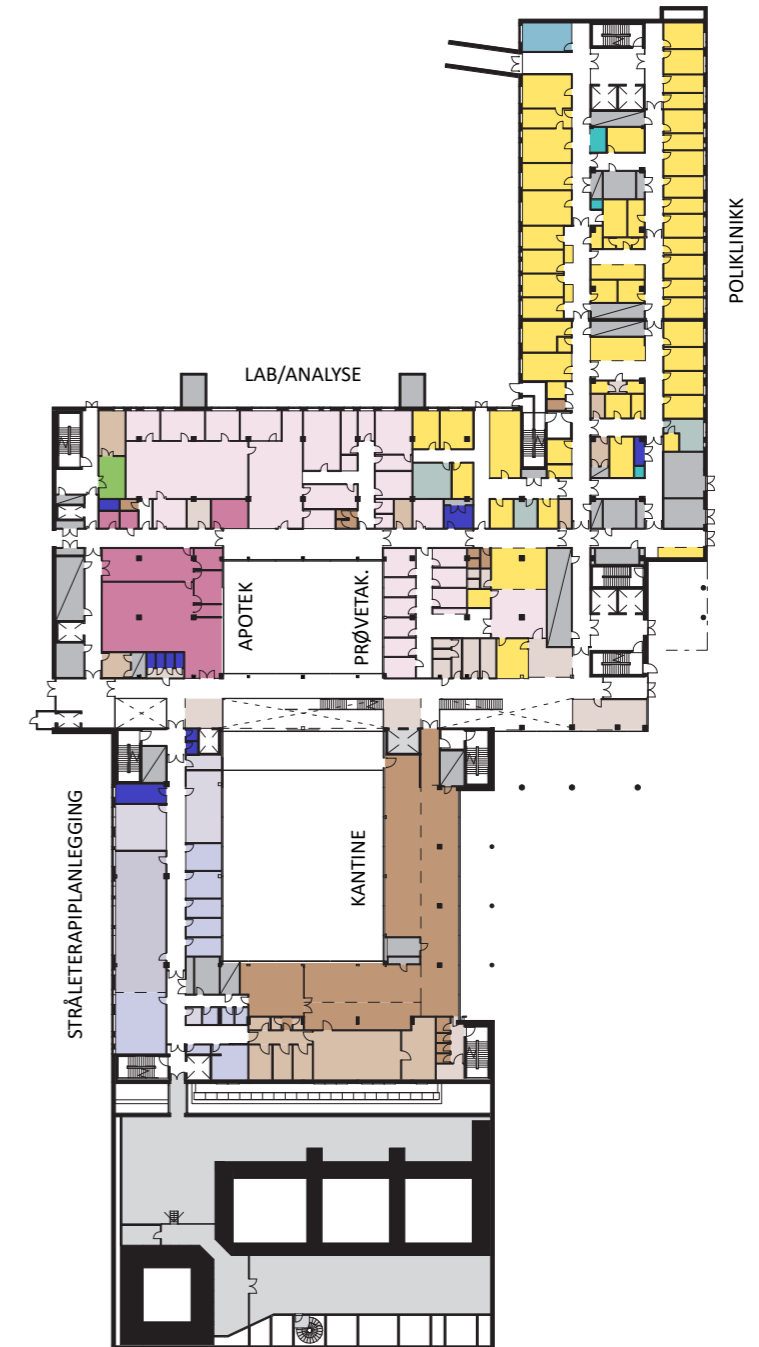 POLIKLINIKK
LAB/ANALYSE
APOTEK
PRØVETAK.
STRÅLETERAPIPLANLEGGING
KANTINE